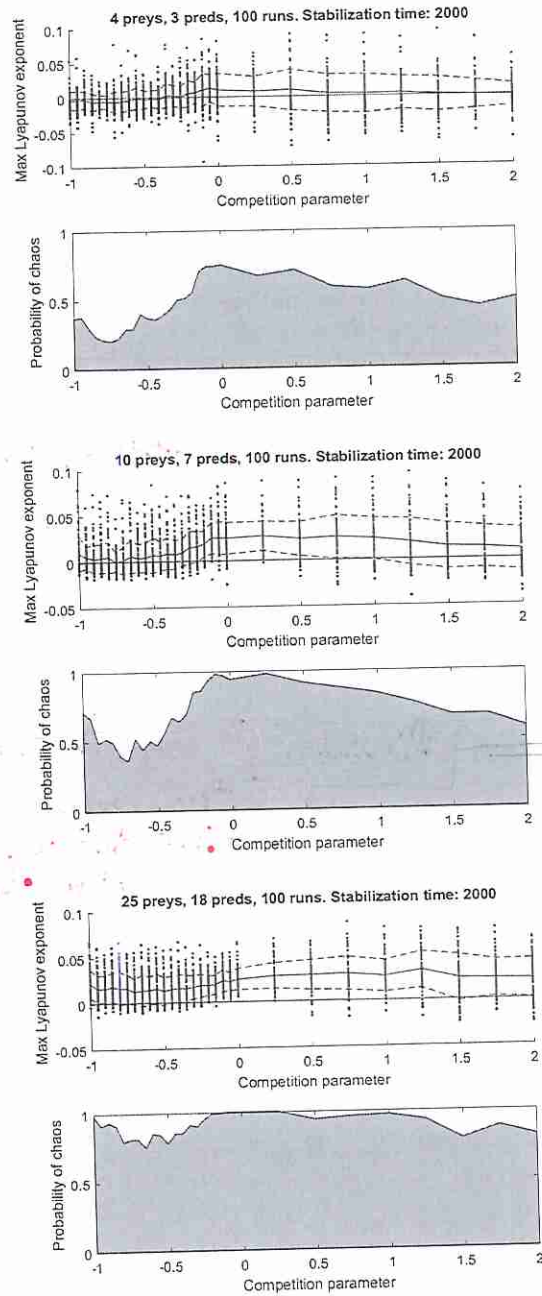 4 preys, 3 preds, 100 runs. Stabilization time: 2000
Max Lyapunov exponent
0.1
0.05
0
-0.05
-0.1
-1 -0.5 0 0.5 1 1.5 2
Competition parameter
Probability of chaos
1
0.5
0
-1 -0.5 0 0.5 1 1.5 2
Competition parameter
10 preys, 7 preds, 100 runs. Stabilization time: 2000
Max Lyapunov exponent
0.1
0.05
0
-0.05
-1 -0.5 0 0.5 1 1.5 2
Competition parameter
Probability of chaos
1
0.5
0
-1 -0.5 0 0.5 1 1.5 2
Competition parameter
25 preys, 18 preds, 100 runs. Stabilization time: 2000
Max Lyapunov exponent
0.1
0.05
0
-0.05
-1 -0.5 0 0.5 1 1.5 2
Competition parameter
Probability of chaos
1
0.5
0
-1 -0.5 0 0.5 1 1.5 2
Competition parameter